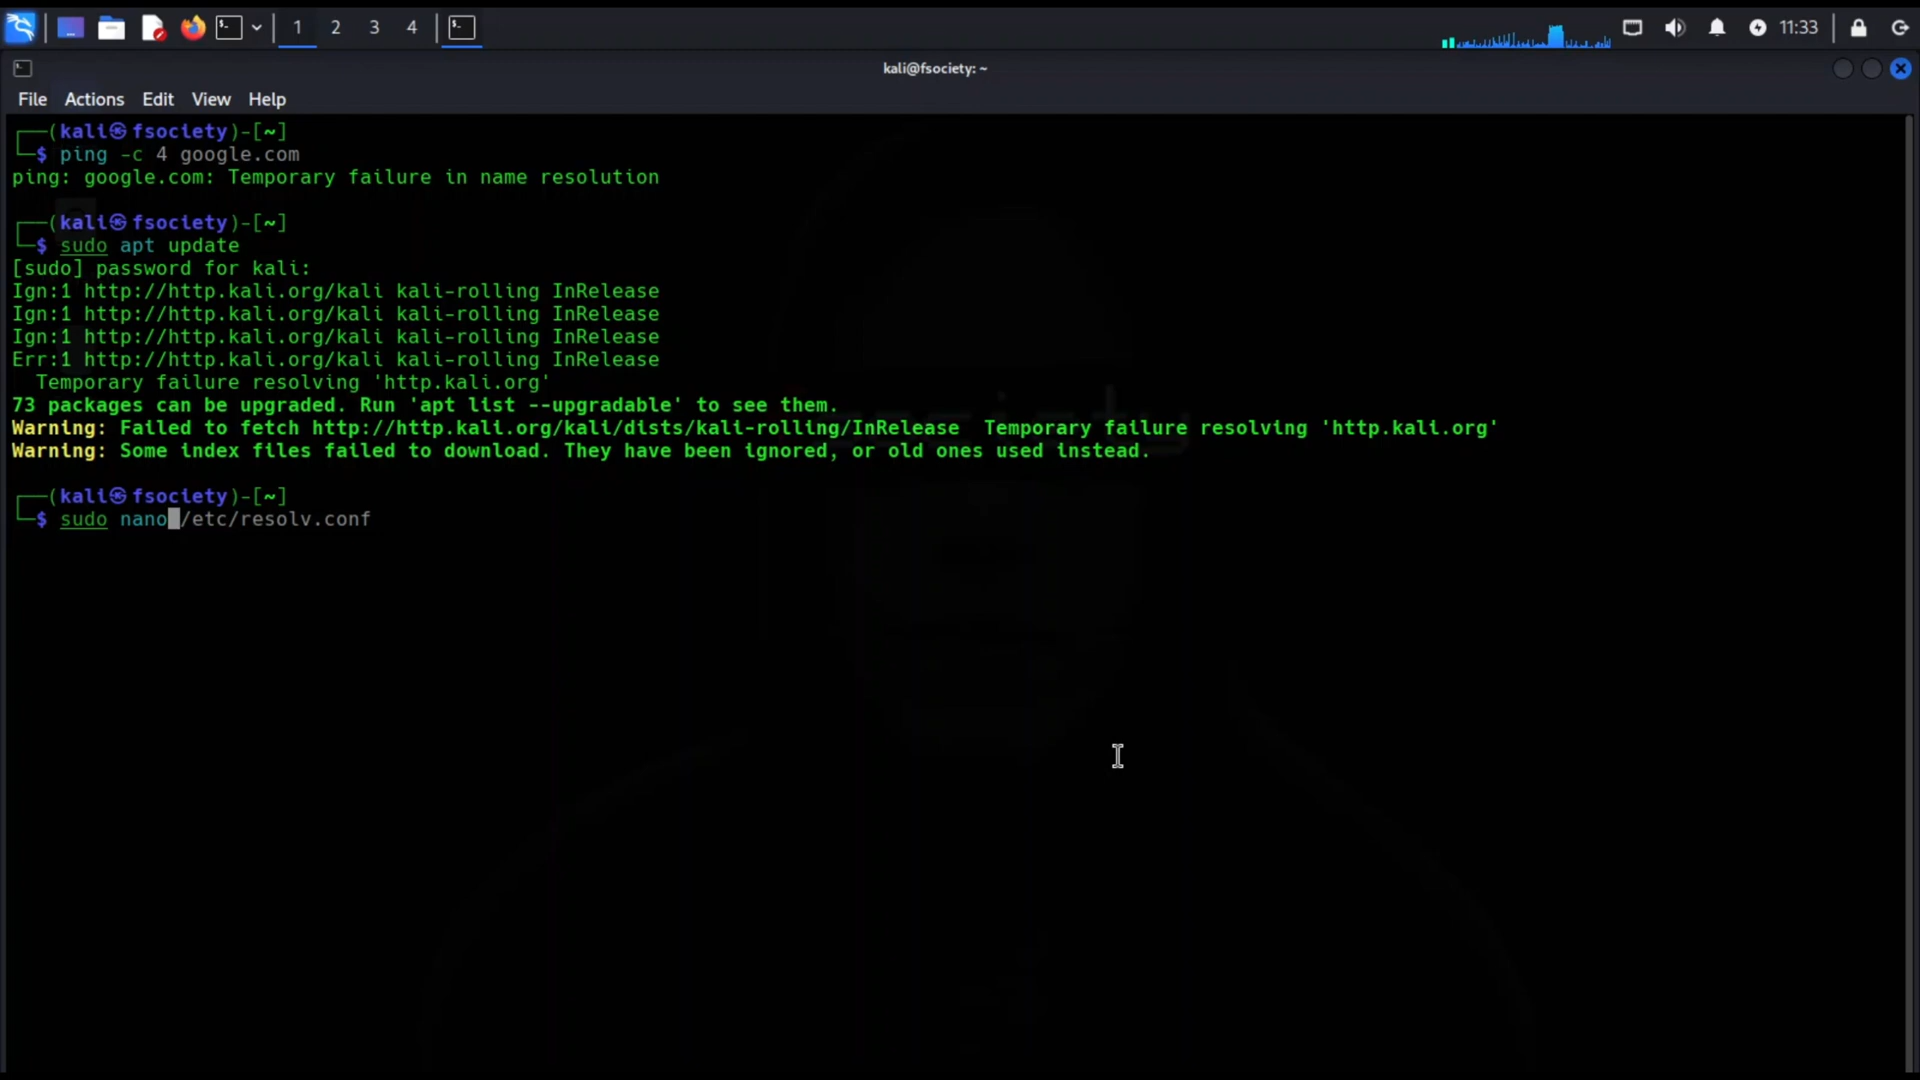 1 2 3 4
11:33
kali@fsociety: ~
File Actions Edit View Help
┌──(kali㉿fsociety)-[~]
└─$ ping -c 4 google.com
ping: google.com: Temporary failure in name resolution
┌──(kali㉿fsociety)-[~]
└─$ sudo apt update
[sudo] password for kali:
Ign:1 http://http.kali.org/kali kali-rolling InRelease
Ign:1 http://http.kali.org/kali kali-rolling InRelease
Ign:1 http://http.kali.org/kali kali-rolling InRelease
Err:1 http://http.kali.org/kali kali-rolling InRelease
  Temporary failure resolving 'http.kali.org'
73 packages can be upgraded. Run 'apt list --upgradable' to see them.
Warning: Failed to fetch http://http.kali.org/kali/dists/kali-rolling/InRelease  Temporary failure resolving 'http.kali.org'
Warning: Some index files failed to download. They have been ignored, or old ones used instead.
┌──(kali㉿fsociety)-[~]
└─$ sudo nano /etc/resolv.conf